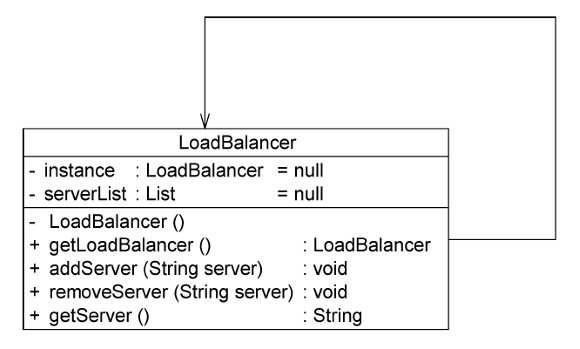 LoadBalancer
- instance : LoadBalancer = null
- serverList : List = null
- LoadBalancer ()
+ getLoadBalancer () : LoadBalancer
+ addServer (String server) : void
+ removeServer (String server) : void
+ getServer () : String